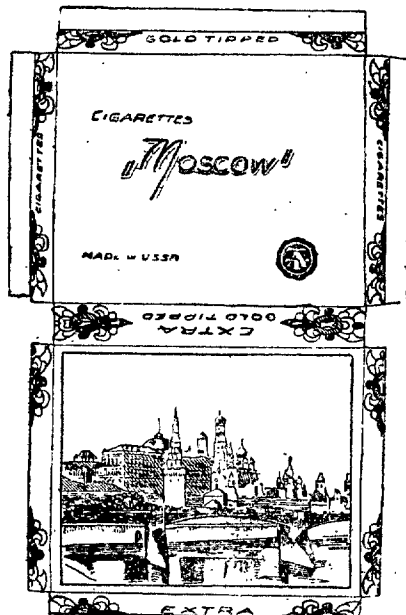 GOLD TIPPED
CIGARETTES
CIGARETTES
„Moscow"
CIGARETTES
MADE IN USSR
EXTRA
GOLD TIPPED
EXTRA